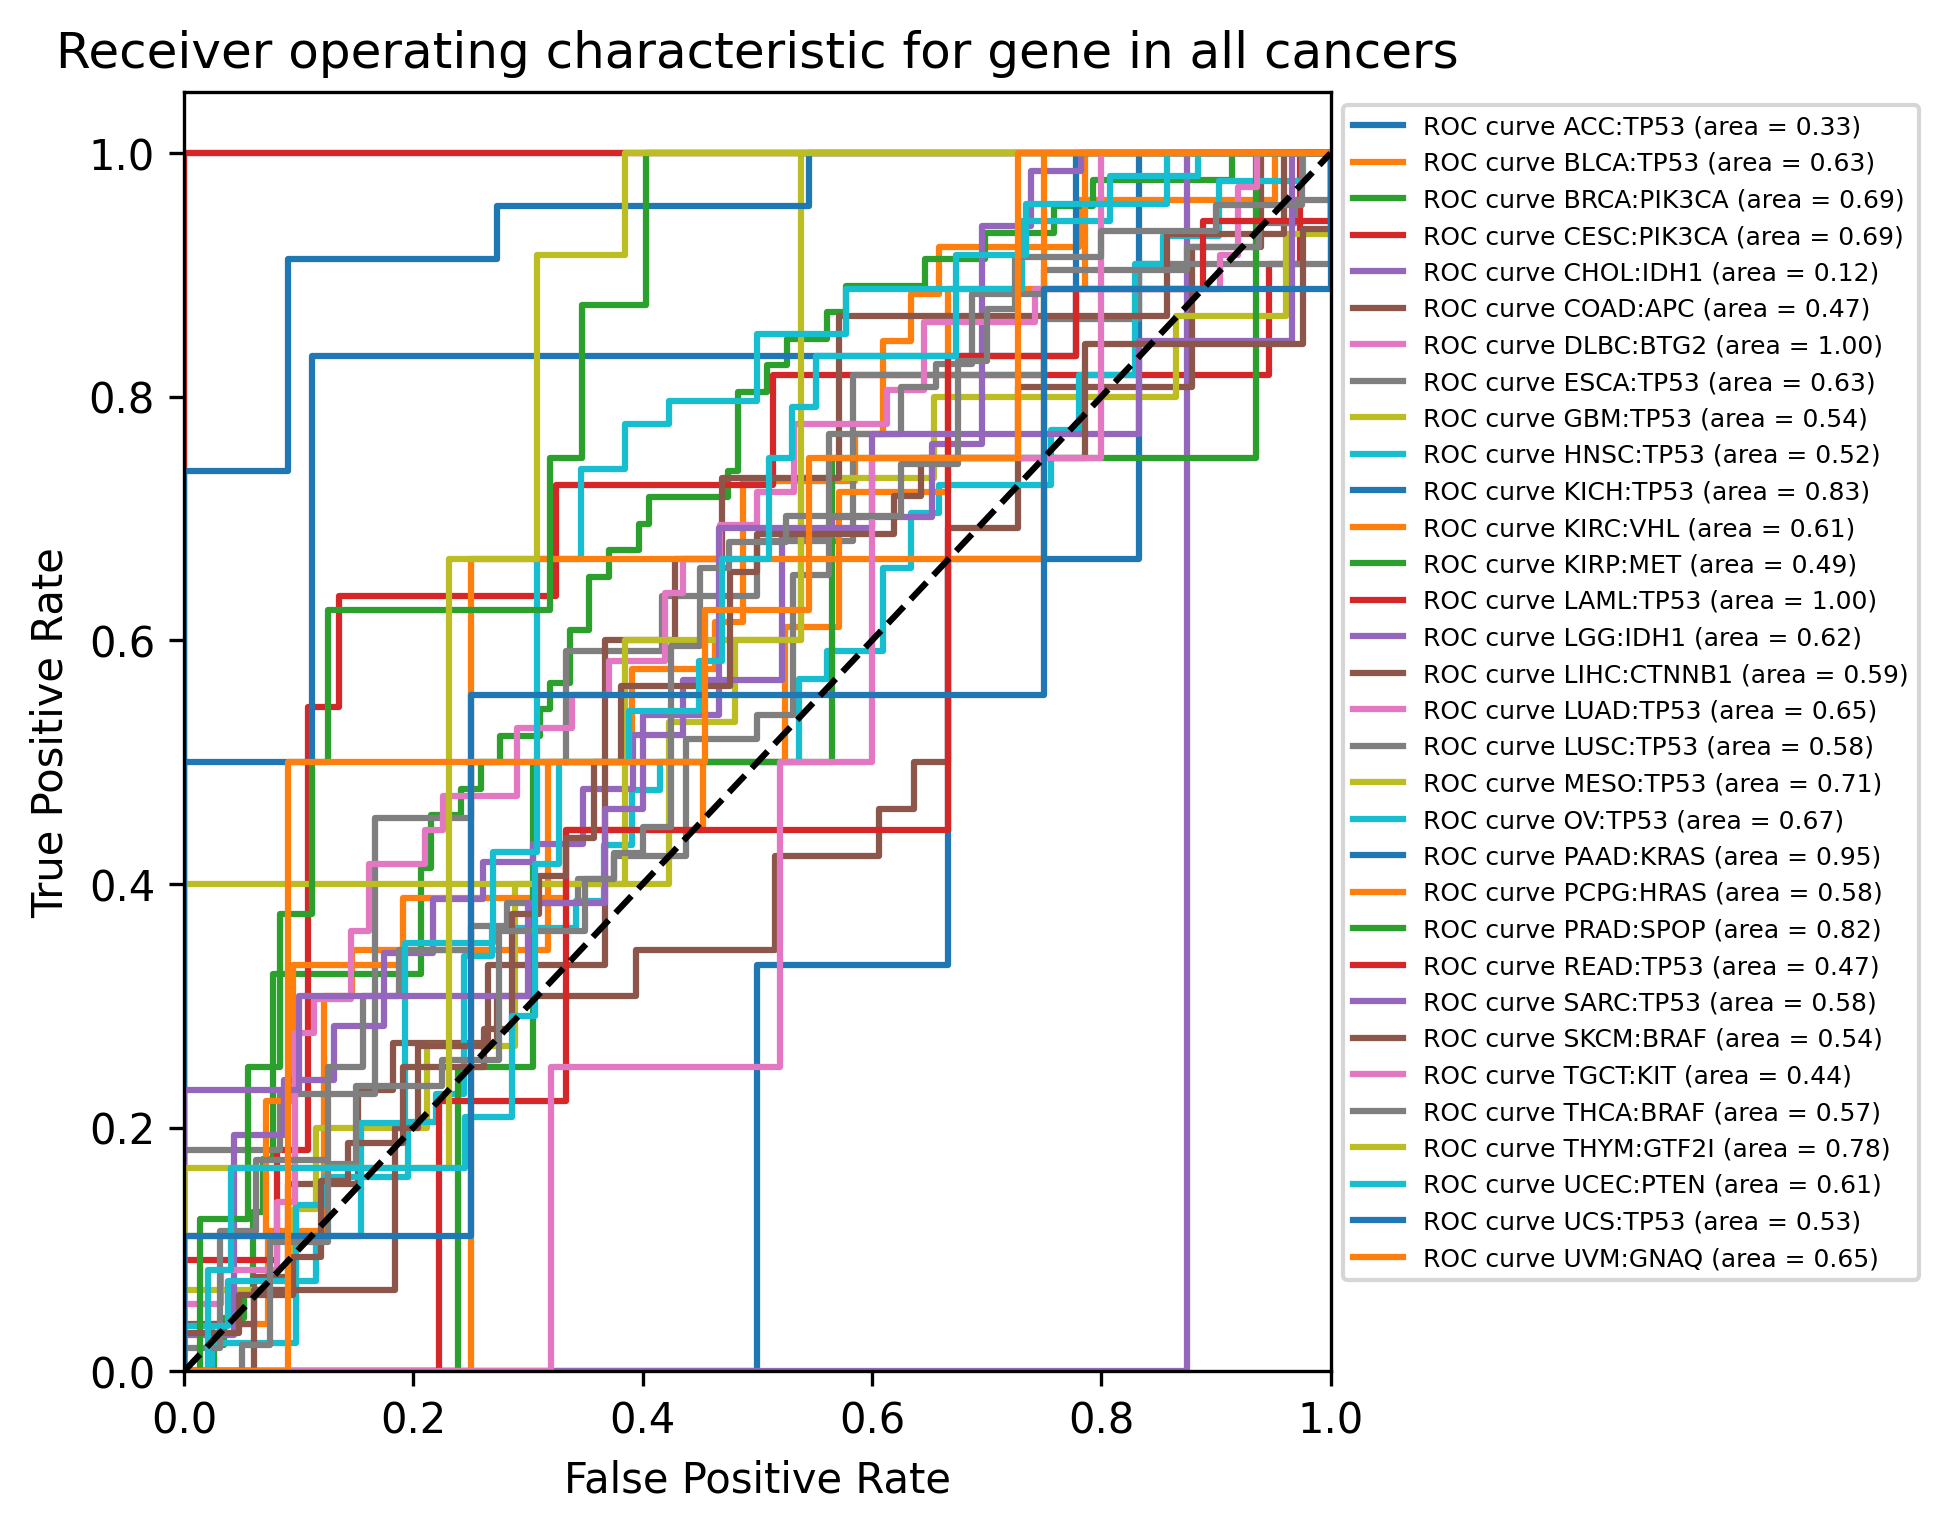 Receiver operating characteristic for gene in all cancers
True Positive Rate
1.0
0.8
0.6
0.4
0.2
0.0
0.0 0.2 0.4 0.6 0.8 1.0
False Positive Rate
ROC curve ACC:TP53 (area = 0.33)
ROC curve BLCA:TP53 (area = 0.63)
ROC curve BRCA:PIK3CA (area = 0.69)
ROC curve CESC:PIK3CA (area = 0.69)
ROC curve CHOL:IDH1 (area = 0.12)
ROC curve COAD:APC (area = 0.47)
ROC curve DLBC:BTG2 (area = 1.00)
ROC curve ESCA:TP53 (area = 0.63)
ROC curve GBM:TP53 (area = 0.54)
ROC curve HNSC:TP53 (area = 0.52)
ROC curve KICH:TP53 (area = 0.83)
ROC curve KIRC:VHL (area = 0.61)
ROC curve KIRP:MET (area = 0.49)
ROC curve LAML:TP53 (area = 1.00)
ROC curve LGG:IDH1 (area = 0.62)
ROC curve LIHC:CTNNB1 (area = 0.59)
ROC curve LUAD:TP53 (area = 0.65)
ROC curve LUSC:TP53 (area = 0.58)
ROC curve MESO:TP53 (area = 0.71)
ROC curve OV:TP53 (area = 0.67)
ROC curve PAAD:KRAS (area = 0.95)
ROC curve PCPG:HRAS (area = 0.58)
ROC curve PRAD:SPOP (area = 0.82)
ROC curve READ:TP53 (area = 0.47)
ROC curve SARC:TP53 (area = 0.58)
ROC curve SKCM:BRAF (area = 0.54)
ROC curve TGCT:KIT (area = 0.44)
ROC curve THCA:BRAF (area = 0.57)
ROC curve THYM:GTF2I (area = 0.78)
ROC curve UCEC:PTEN (area = 0.61)
ROC curve UCS:TP53 (area = 0.53)
ROC curve UVM:GNAQ (area = 0.65)